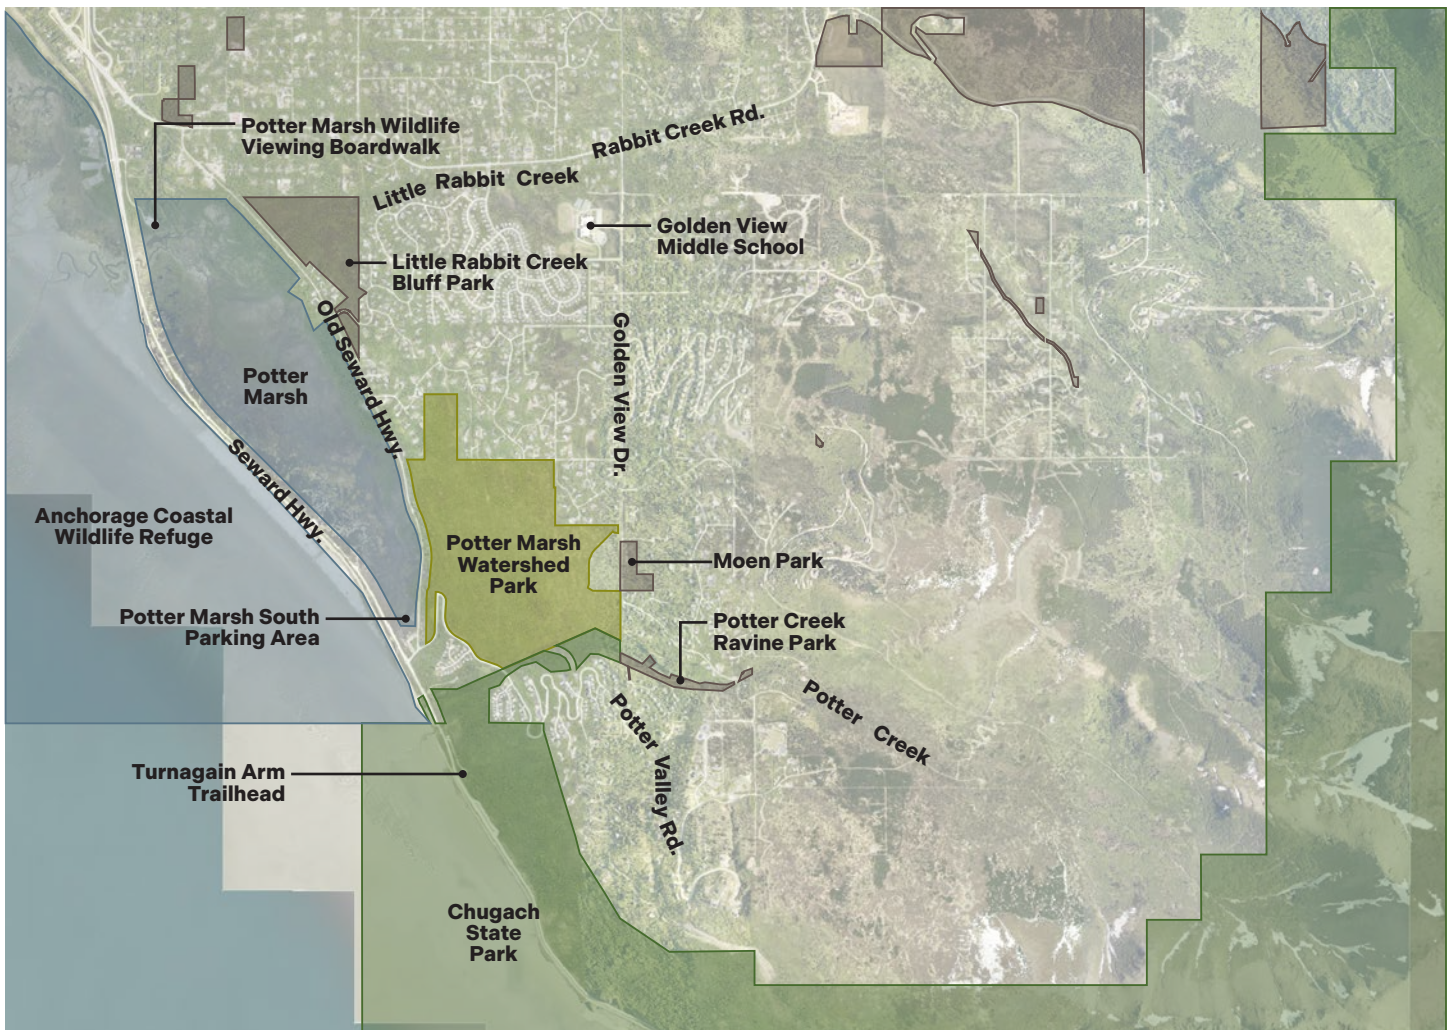 Potter Marsh Wildlife
Viewing Boardwalk
Rabbit Creek Rd.
Little Rabbit Creek
Golden View
Middle School
Little Rabbit Creek
Bluff Park
Old Seward Hwy.
Golden View Dr.
Potter
Marsh
Seward Hwy.
Anchorage Coastal
Wildlife Refuge
Potter Marsh
Watershed
Park
Moen Park
Potter Marsh South
Parking Area
Potter Creek
Ravine Park
Potter Creek
Potter Valley Rd.
Turnagain Arm
Trailhead
Chugach
State
Park